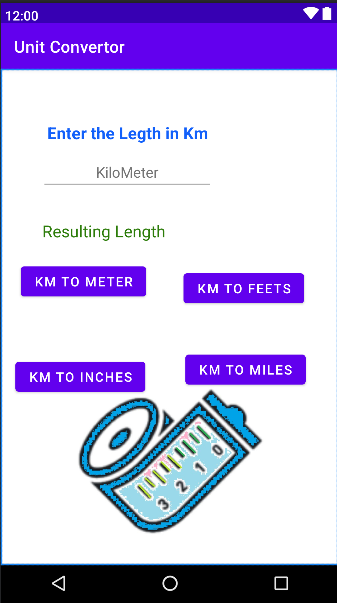 12:00
Unit Convertor
Enter the Legth in Km
KiloMeter
Resulting Length
KM TO METER
KM TO FEETS
KM TO INCHES
KM TO MILES
3 2 1 0